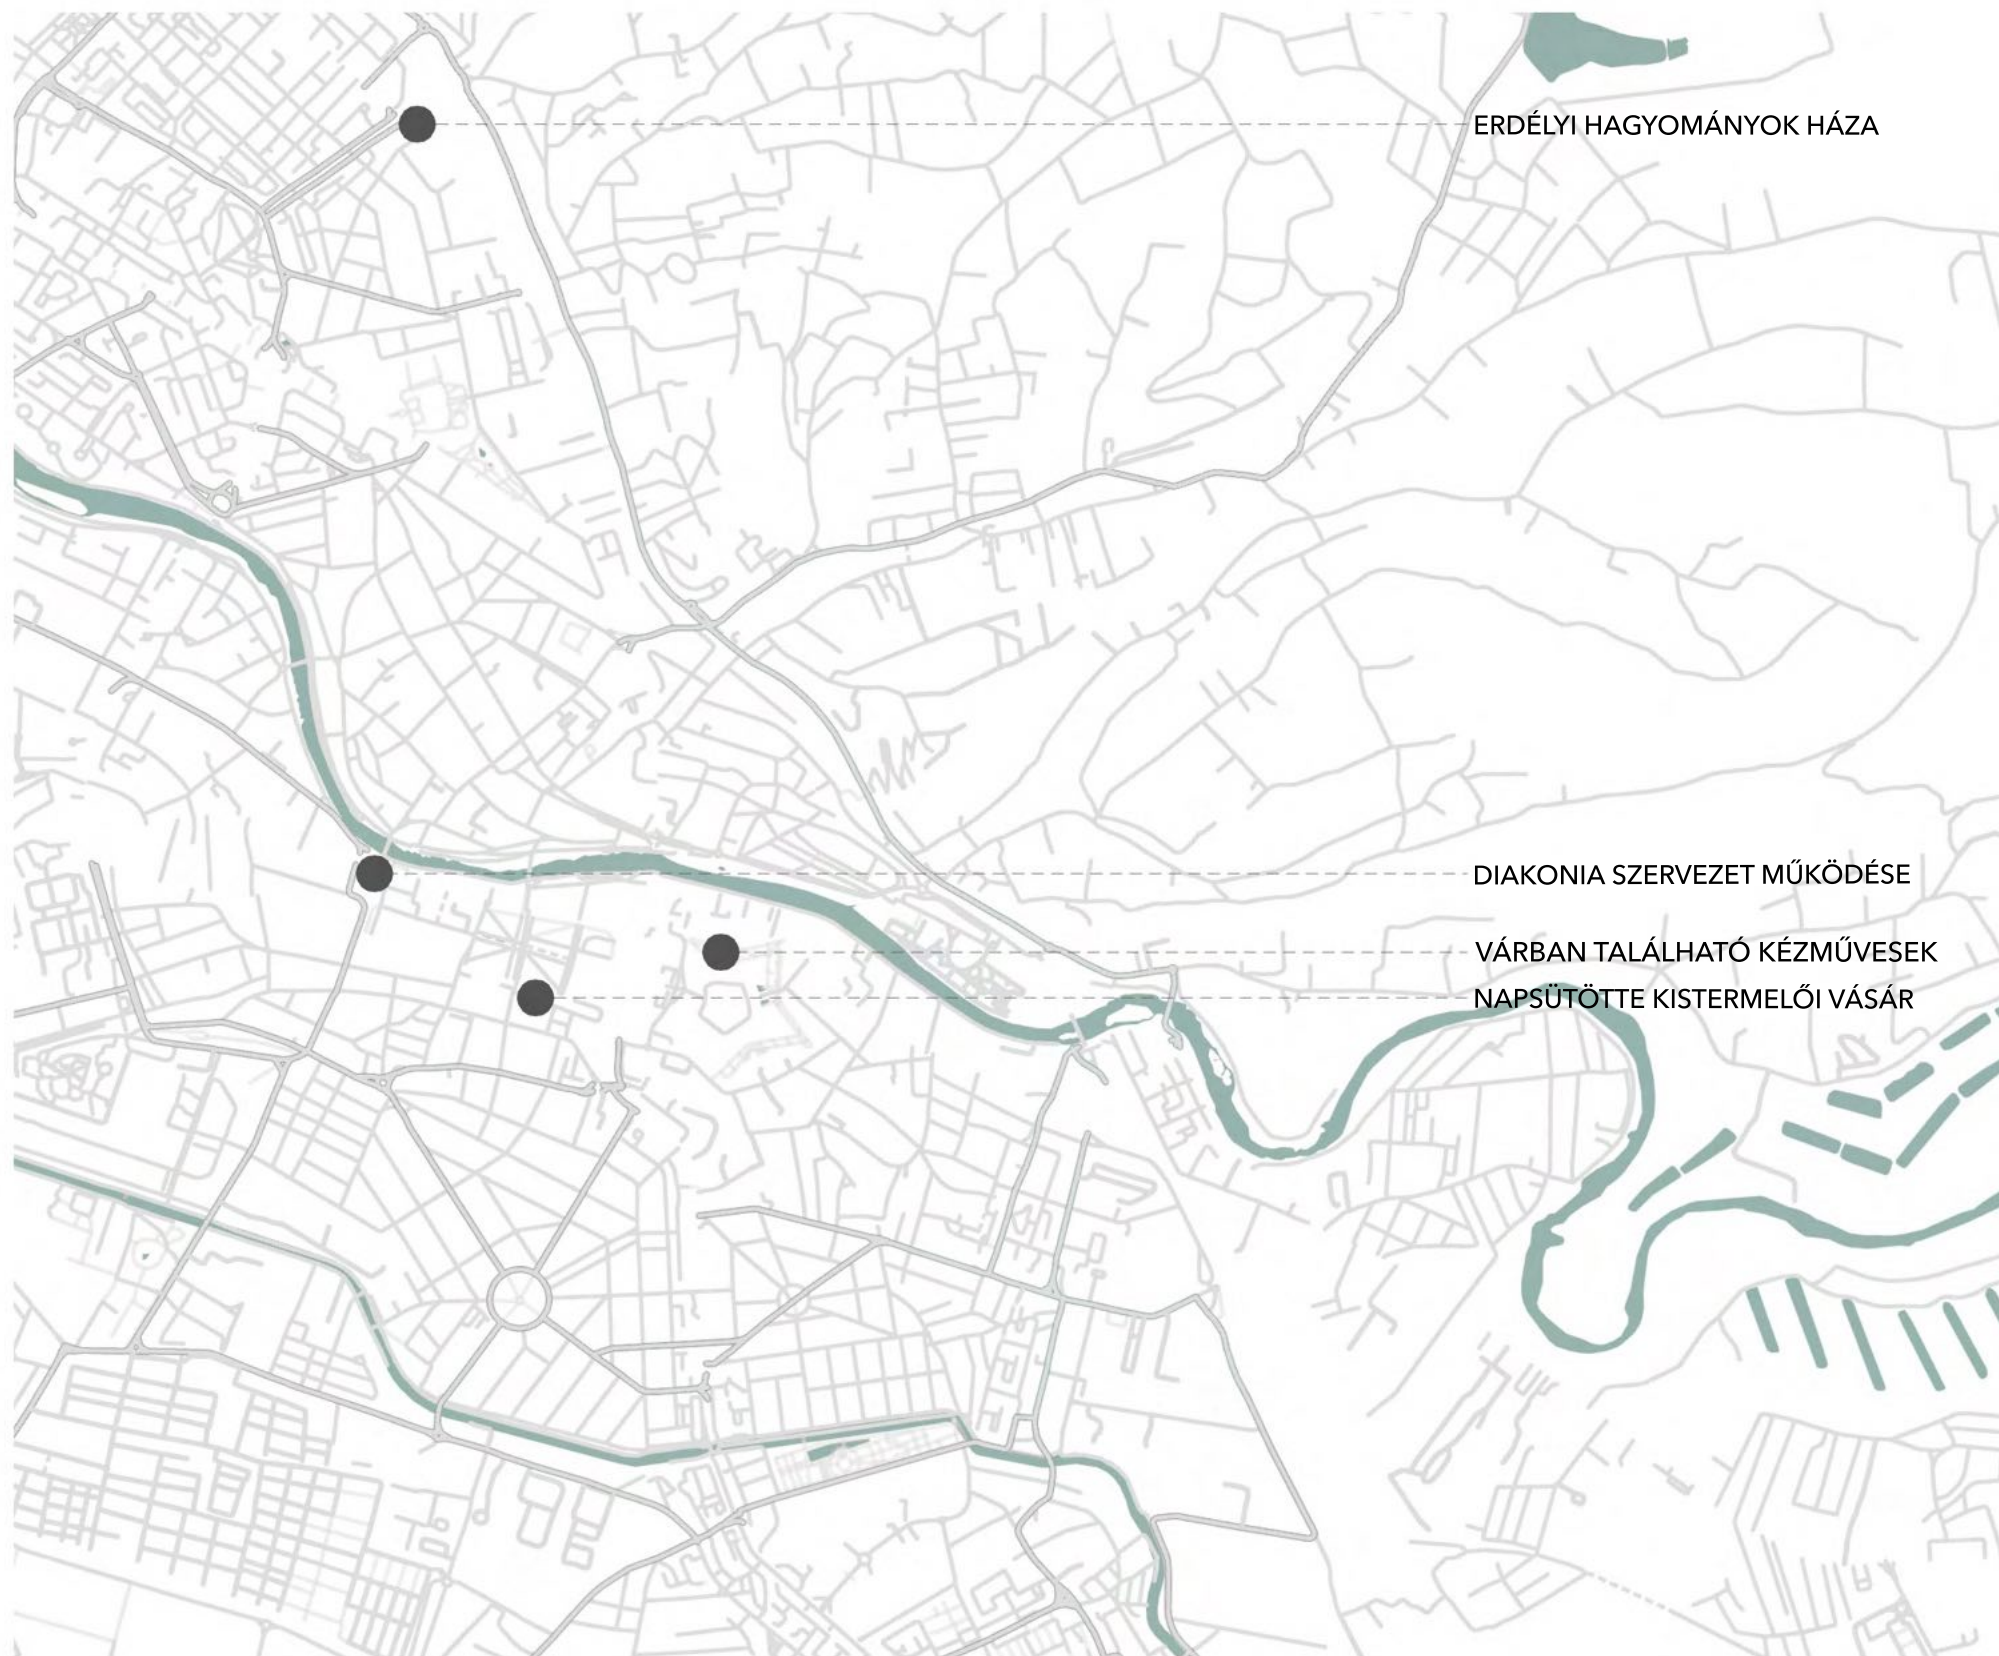 ERDÉLYI HAGYOMÁNYOK HÁZA
DIAKONIA SZERVEZET MŰKÖDÉSE
VÁRBAN TALÁLHATÓ KÉZMŰVESEK
NAPSÜTÖTTE KISTERMELŐI VÁSÁR